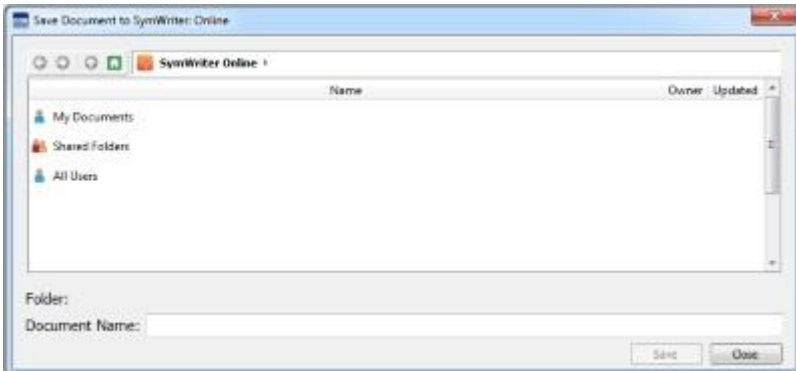 Save Document to SymWriter: Online
SymWriter Online
Name Owner Updated
My Documents
Shared Folders
All Users
Folder:
Document Name:
Save Close